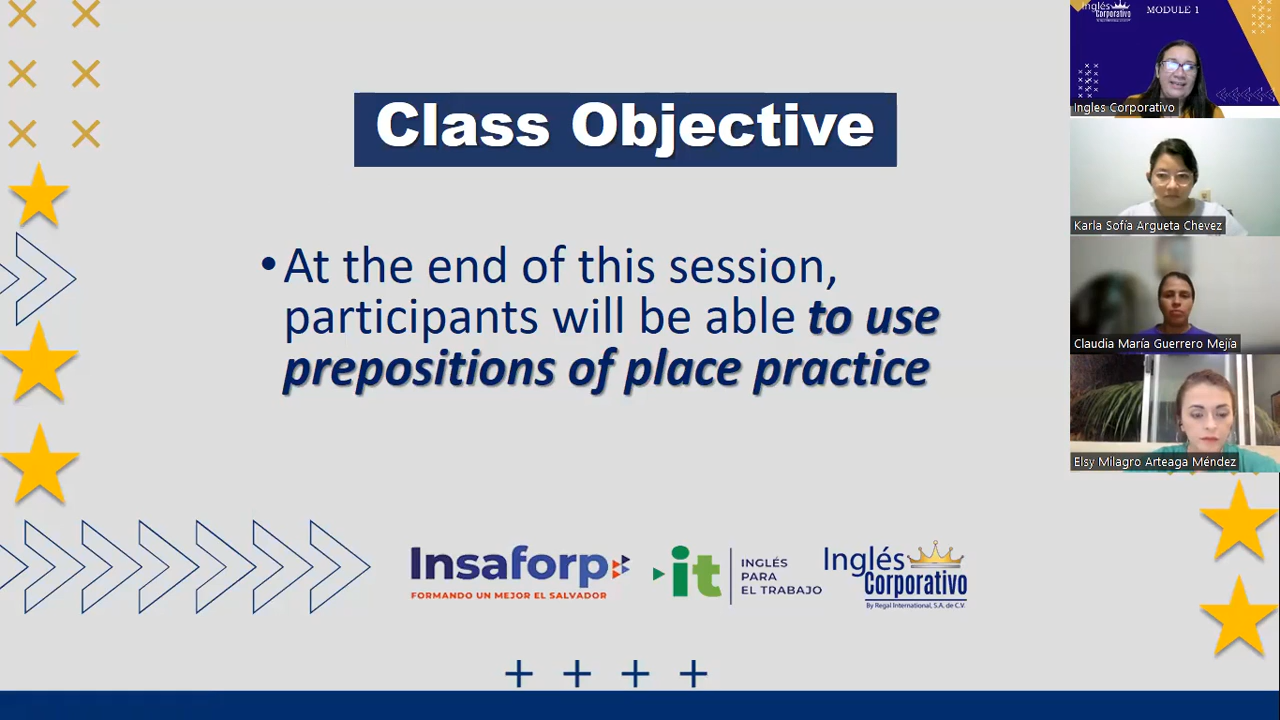 Class Objective
•At the end of this session,
participants will be able to use
prepositions of place practice
Insaforp
FORMANDO UN MEJOR EL SALVADOR
it
INGLÉS
PARA
EL TRABAJO
Inglés
Corporativo
By Regal International, S.A. de C.V.
Inglés
Corporativo
MODULE 1
Ingles Corporativo
Karla Sofía Argueta Chevez
Claudia María Guerrero Mejía
Elsy Milagro Arteaga Méndez